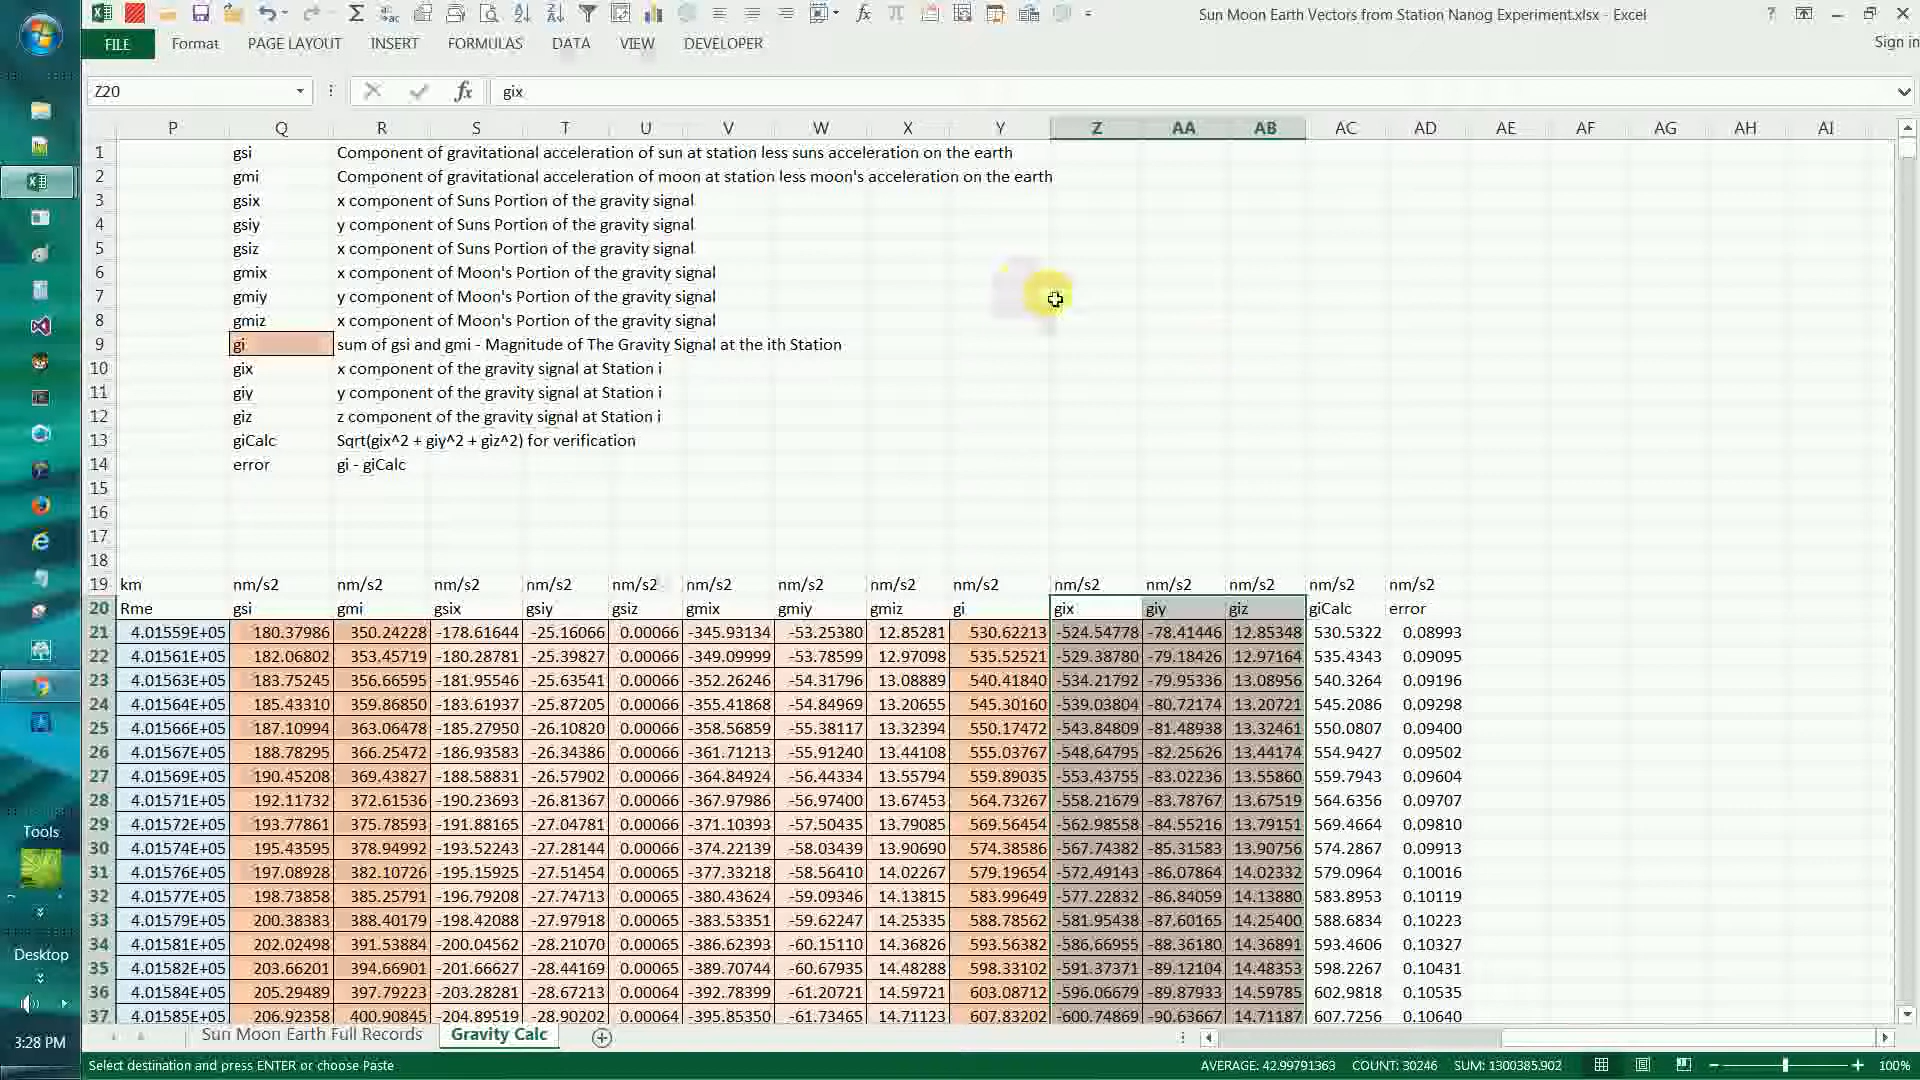 Sun Moon Earth Vectors from Station Nanog Experiment.xlsx - Excel
FILE Format PAGE LAYOUT INSERT FORMULAS DATA VIEW DEVELOPER Sign in
Z20 fx gix
P Q R S T U V W X Y Z AA AB AC AD AE AF AG AH AI
1 gsi Component of gravitational acceleration of sun at station less suns acceleration on the earth
2 gmi Component of gravitational acceleration of moon at station less moon's acceleration on the earth
3 gsix x component of Suns Portion of the gravity signal
4 gsiy y component of Suns Portion of the gravity signal
5 gsiz x component of Suns Portion of the gravity signal
6 gmix x component of Moon's Portion of the gravity signal
7 gmiy y component of Moon's Portion of the gravity signal
8 gmiz x component of Moon's Portion of the gravity signal
9 gi sum of gsi and gmi - Magnitude of The Gravity Signal at the ith Station
10 gix x component of the gravity signal at Station i
11 giy y component of the gravity signal at Station i
12 giz z component of the gravity signal at Station i
13 giCalc Sqrt(gix^2 + giy^2 + giz^2) for verification
14 error gi - giCalc
15
16
17
18
19 km nm/s2 nm/s2 nm/s2 nm/s2 nm/s2 nm/s2 nm/s2 nm/s2 nm/s2 nm/s2 nm/s2 nm/s2 nm/s2 nm/s2
20 Rme gsi gmi gsix gsiy gsiz gmix gmiy gmiz gi gix giy giz giCalc error
21 4.01559E+05 180.37986 350.24228 -178.61644 -25.16066 0.00066 -345.93134 -53.25380 12.85281 530.62213 -524.54778 -78.41446 12.85348 530.5322 0.08993
22 4.01561E+05 182.06802 353.45719 -180.28781 -25.39827 0.00066 -349.09999 -53.78599 12.97098 535.52521 -529.38780 -79.18426 12.97164 535.4343 0.09095
23 4.01563E+05 183.75245 356.66595 -181.95546 -25.63541 0.00066 -352.26246 -54.31796 13.08889 540.41840 -534.21792 -79.95336 13.08956 540.3264 0.09196
24 4.01564E+05 185.43310 359.86850 -183.61937 -25.87205 0.00066 -355.41868 -54.84969 13.20655 545.30160 -539.03804 -80.72174 13.20721 545.2086 0.09298
25 4.01566E+05 187.10994 363.06478 -185.27950 -26.10820 0.00066 -358.56859 -55.38117 13.32394 550.17472 -543.84809 -81.48938 13.32461 550.0807 0.09400
26 4.01567E+05 188.78295 366.25472 -186.93583 -26.34386 0.00066 -361.71213 -55.91240 13.44108 555.03767 -548.64795 -82.25626 13.44174 554.9427 0.09502
27 4.01569E+05 190.45208 369.43827 -188.58831 -26.57902 0.00066 -364.84924 -56.44334 13.55794 559.89035 -553.43755 -83.02236 13.55860 559.7943 0.09604
28 4.01571E+05 192.11732 372.61536 -190.23693 -26.81367 0.00066 -367.97986 -56.97400 13.67453 564.73267 -558.21679 -83.78767 13.67519 564.6356 0.09707
29 4.01572E+05 193.77861 375.78593 -191.88165 -27.04781 0.00066 -371.10393 -57.50435 13.79085 569.56454 -562.98558 -84.55216 13.79151 569.4664 0.09810
30 4.01574E+05 195.43595 378.94992 -193.52243 -27.28144 0.00066 -374.22139 -58.03439 13.90690 574.38586 -567.74382 -85.31583 13.90756 574.2867 0.09913
31 4.01576E+05 197.08928 382.10726 -195.15925 -27.51454 0.00066 -377.33218 -58.56410 14.02267 579.19654 -572.49143 -86.07864 14.02332 579.0964 0.10016
32 4.01577E+05 198.73858 385.25791 -196.79208 -27.74713 0.00066 -380.43624 -59.09346 14.13815 583.99649 -577.22832 -86.84059 14.13880 583.8953 0.10119
33 4.01579E+05 200.38383 388.40179 -198.42088 -27.97918 0.00066 -383.53351 -59.62247 14.25335 588.78562 -581.95438 -87.60165 14.25400 588.6834 0.10223
34 4.01581E+05 202.02498 391.53884 -200.04562 -28.21070 0.00065 -386.62393 -60.15110 14.36826 593.56382 -586.66955 -88.36180 14.36891 593.4606 0.10327
35 4.01582E+05 203.66201 394.66901 -201.66627 -28.44169 0.00065 -389.70744 -60.67935 14.48288 598.33102 -591.37371 -89.12104 14.48353 598.2267 0.10431
36 4.01584E+05 205.29489 397.79223 -203.28281 -28.67213 0.00064 -392.78399 -61.20721 14.59721 603.08712 -596.06679 -89.87933 14.59785 602.9818 0.10535
37 4.01585E+05 206.92358 400.90845 -204.89519 -28.90202 0.00064 -395.85350 -61.73465 14.71123 607.83202 -600.74869 -90.63667 14.71187 607.7256 0.10640
Sun Moon Earth Full Records Gravity Calc
Select destination and press ENTER or choose Paste AVERAGE: 42.99791363 COUNT: 30246 SUM: 1300385.902 100%
Tools
Desktop
3:28 PM